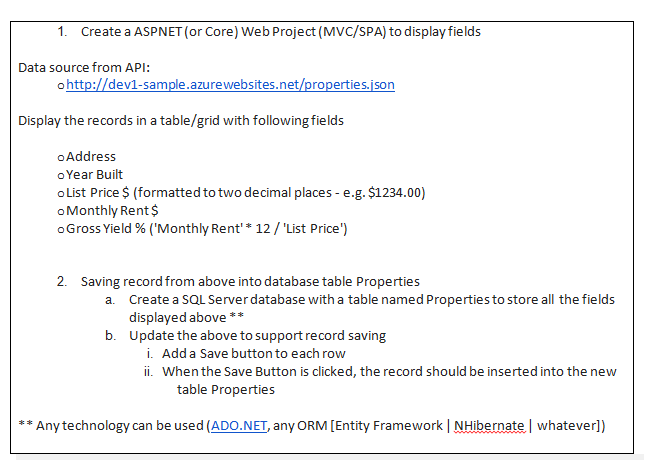 1. Create a ASPNET (or Core) Web Project (MVC/SPA) to display fields
Data source from API:
o http://dev1-sample.azurewebsites.net/properties.json
Display the records in a table/grid with following fields
o Address
o Year Built
o List Price $ (formatted to two decimal places - e.g. $1234.00)
o Monthly Rent $
o Gross Yield % ('Monthly Rent' * 12 / 'List Price')
2. Saving record from above into database table Properties
a. Create a SQL Server database with a table named Properties to store all the fields
displayed above **
b. Update the above to support record saving
i. Add a Save button to each row
ii. When the Save Button is clicked, the record should be inserted into the new
table Properties
** Any technology can be used (ADO.NET, any ORM [Entity Framework | NHibernate | whatever])